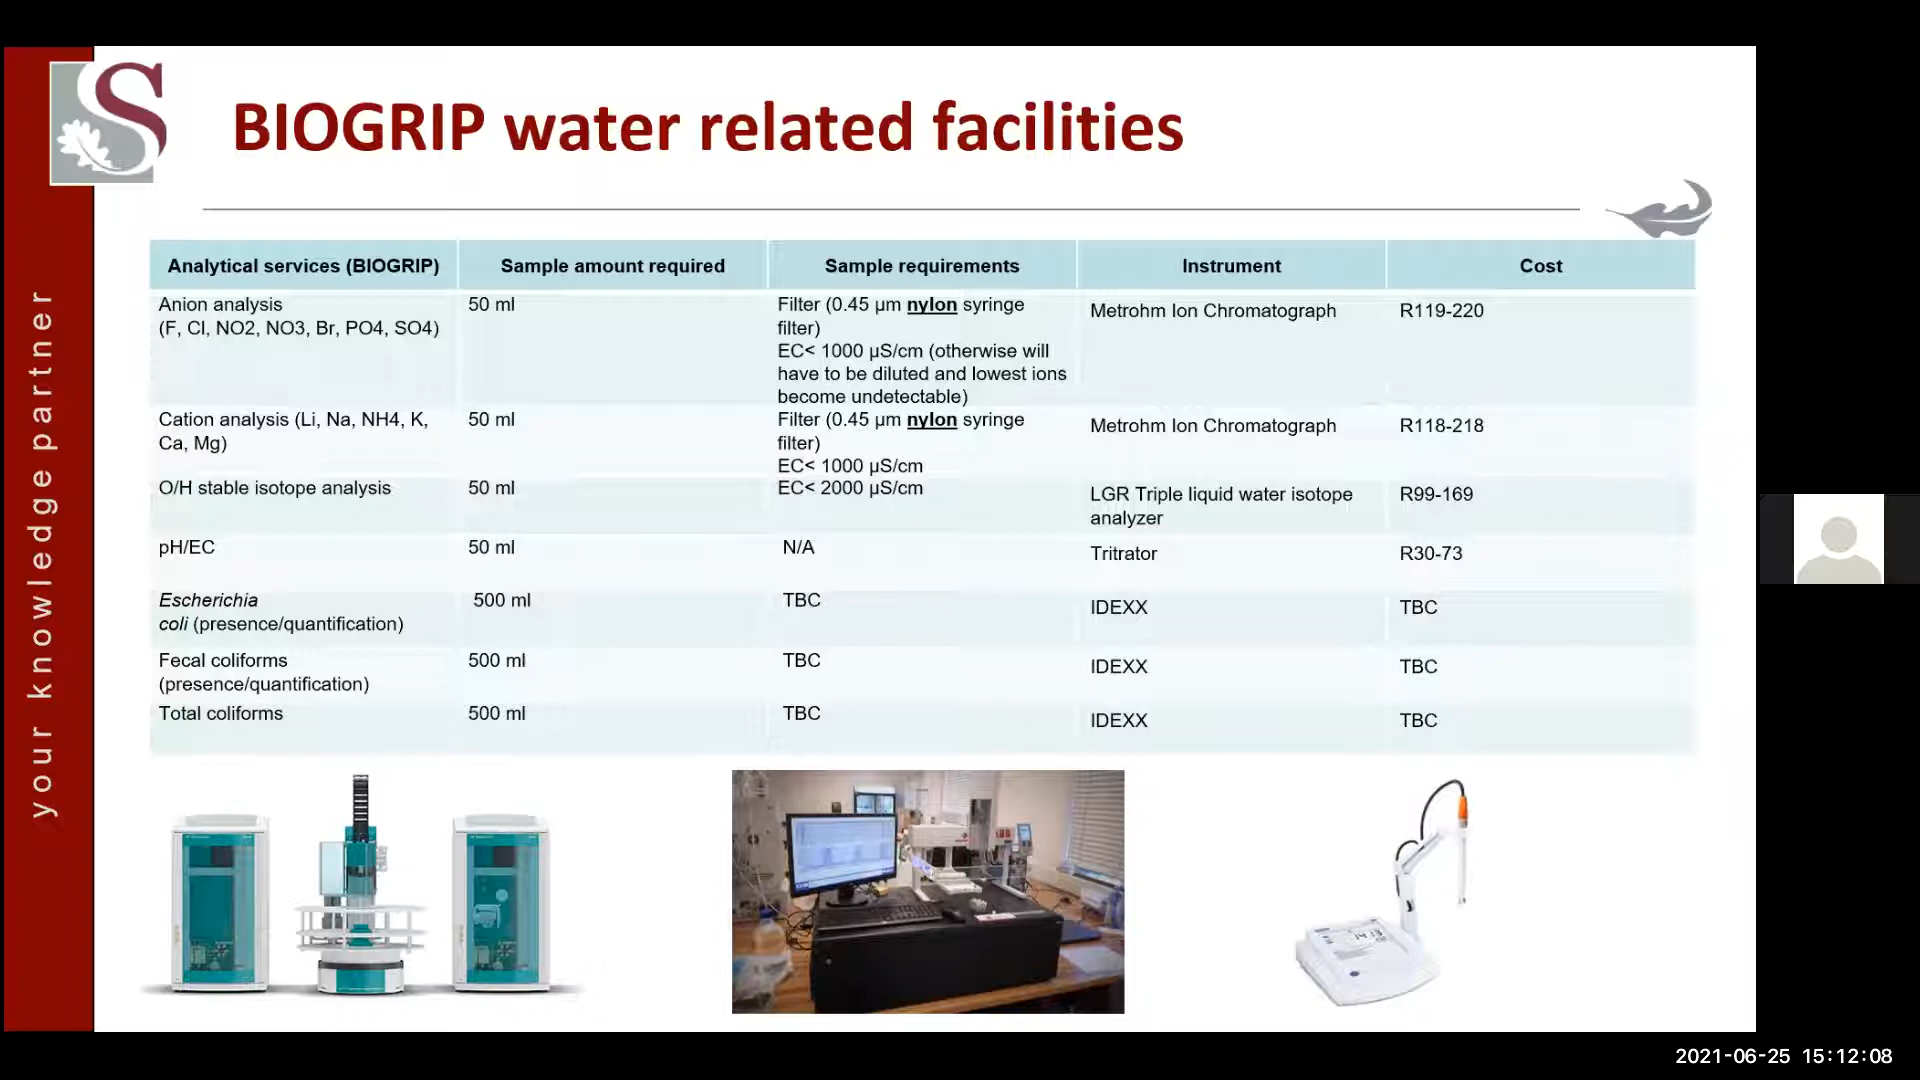 S
BIOGRIP water related facilities
your knowledge partner
Analytical services (BIOGRIP)
Sample amount required
Sample requirements
Instrument
Cost
Anion analysis
(F, Cl, NO2, NO3, Br, PO4, SO4)
50 ml
Filter (0.45 µm nylon syringe
filter)
EC< 1000 µS/cm (otherwise will
have to be diluted and lowest ions
become undetectable)
Metrohm Ion Chromatograph
R119-220
Cation analysis (Li, Na, NH4, K,
Ca, Mg)
50 ml
Filter (0.45 µm nylon syringe
filter)
EC< 1000 µS/cm
Metrohm Ion Chromatograph
R118-218
O/H stable isotope analysis
50 ml
EC< 2000 µS/cm
LGR Triple liquid water isotope
analyzer
R99-169
pH/EC
50 ml
N/A
Tritrator
R30-73
Escherichia
coli (presence/quantification)
500 ml
TBC
IDEXX
TBC
Fecal coliforms
(presence/quantification)
500 ml
TBC
IDEXX
TBC
Total coliforms
500 ml
TBC
IDEXX
TBC
2021-06-25 15:12:08